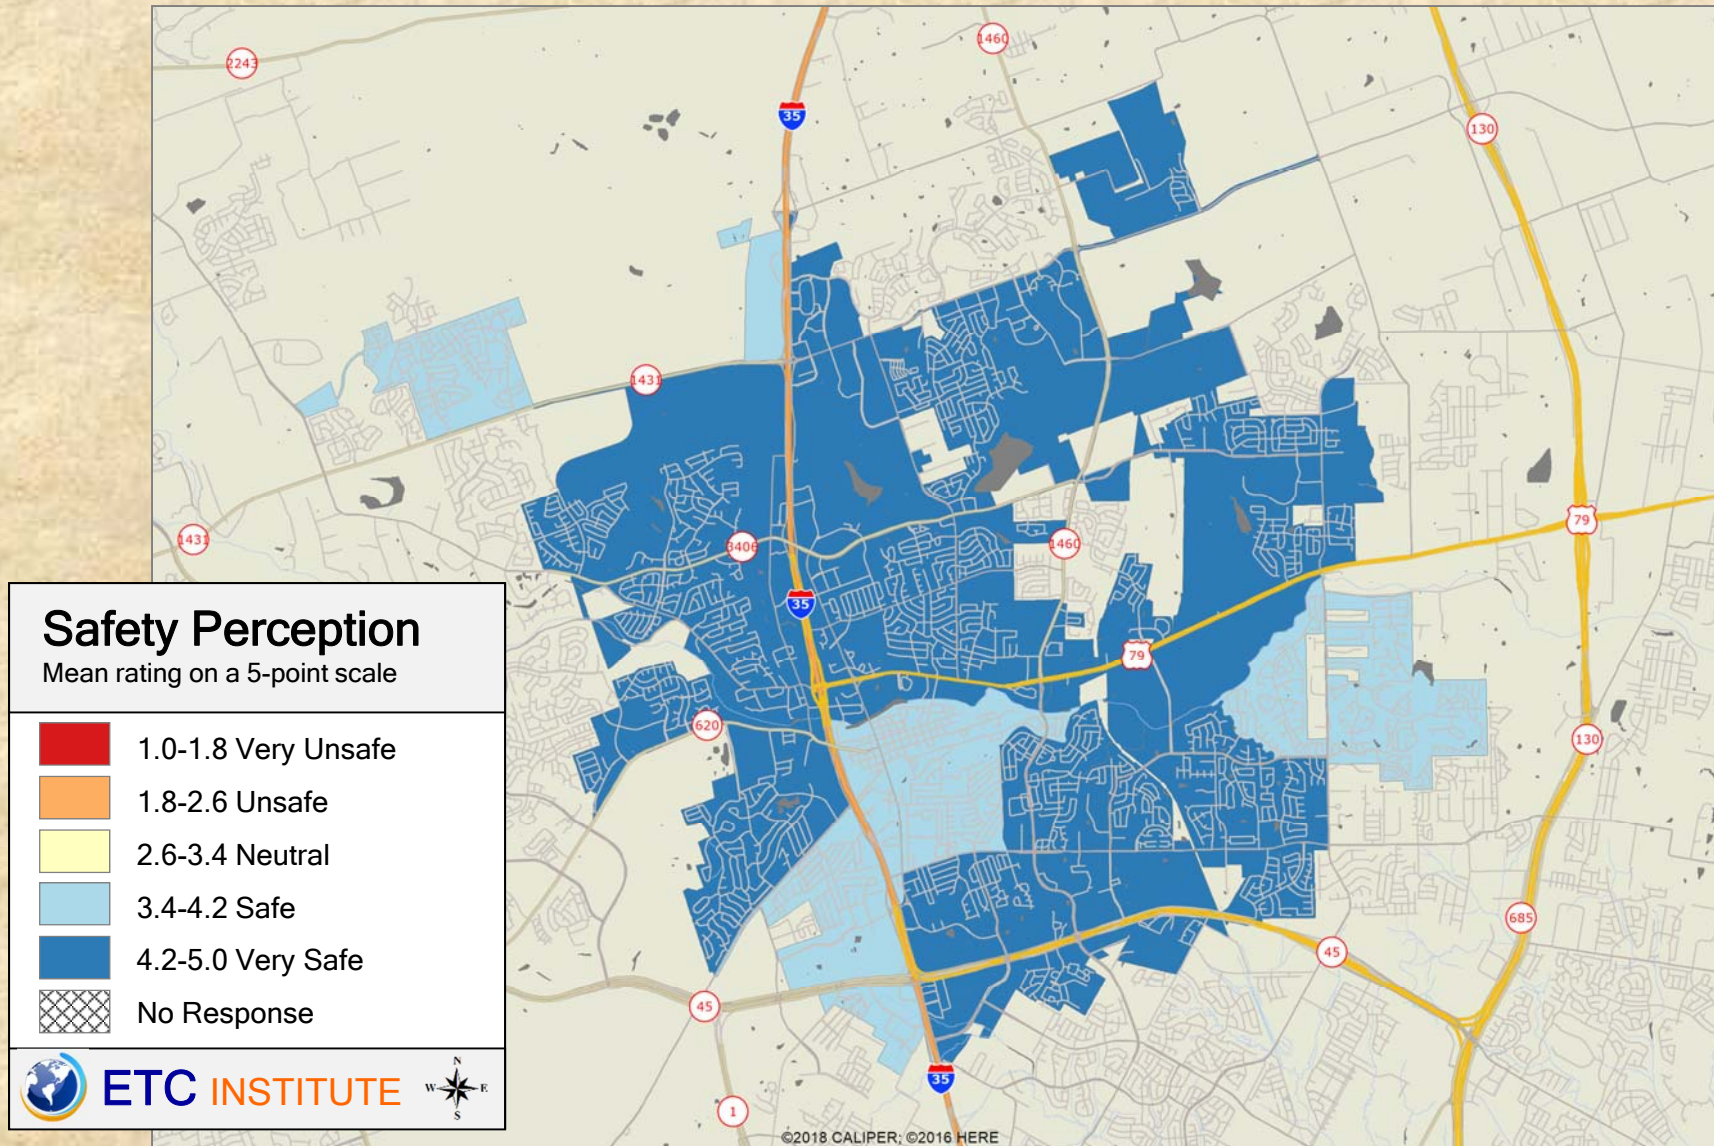 2243
1460
35
130
1431
1431
3406
1460
79
35
79
620
130
685
45
45
35
1
Safety Perception
Mean rating on a 5-point scale
1.0-1.8 Very Unsafe
1.8-2.6 Unsafe
2.6-3.4 Neutral
3.4-4.2 Safe
4.2-5.0 Very Safe
No Response
ETC INSTITUTE
N
W E
S
©2018 CALIPER; ©2016 HERE